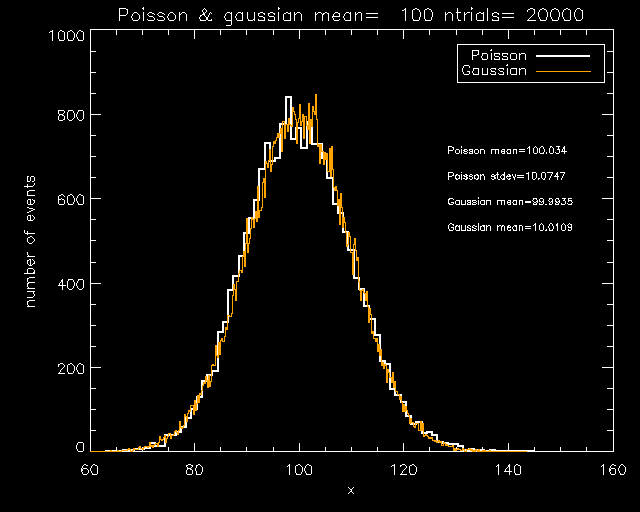 Poisson & gaussian mean= 100 ntrials= 20000
1000
800
600
400
200
0
number of events
Poisson
Gaussian
Poisson mean=100.034
Poisson stdev=10.0747
Gaussian mean=99.9935
Gaussian mean=10.0109
60 80 100 120 140 160
x